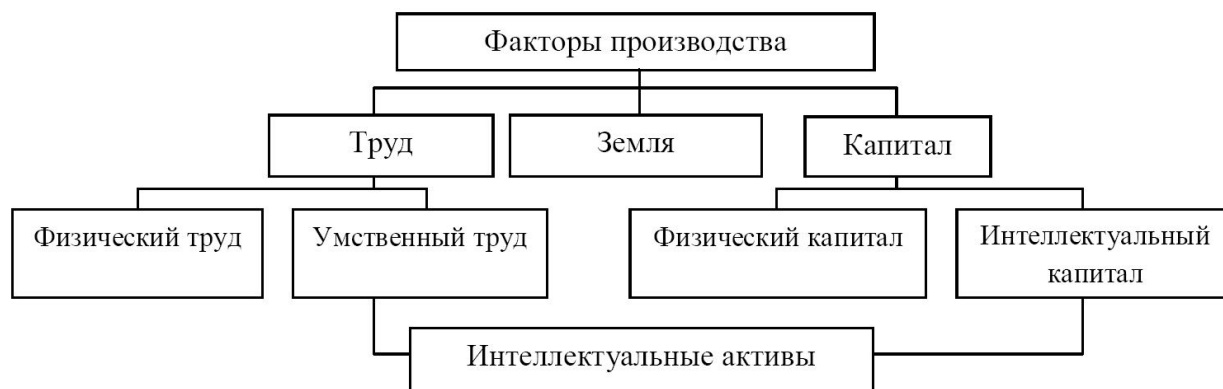 Факторы производства
Труд
Земля
Капитал
Физический труд
Умственный труд
Физический капитал
Интеллектуальный
капитал
Интеллектуальные активы